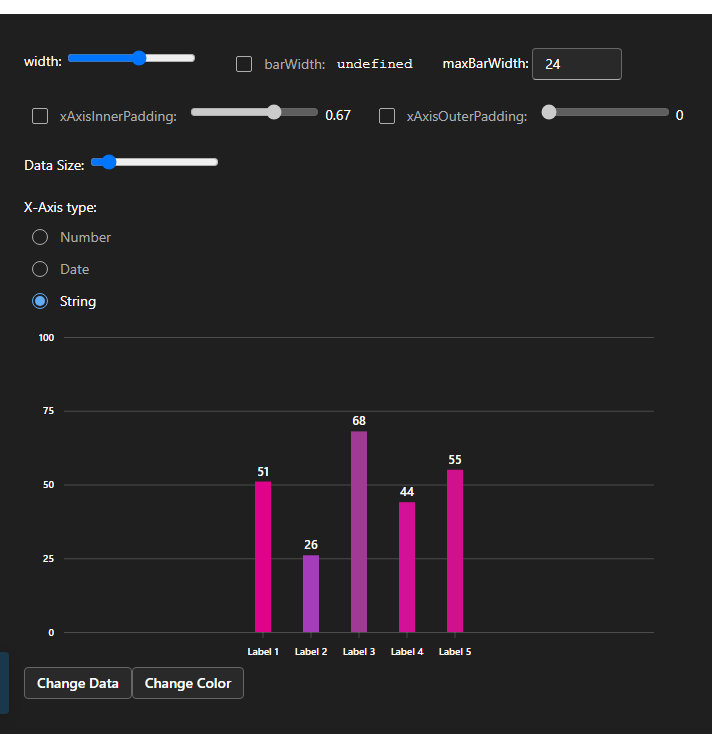 width:
barWidth: undefined
maxBarWidth: 24
xAxisInnerPadding: 0.67
xAxisOuterPadding: 0
Data Size:
X-Axis type:
Number
Date
String
100
75
50
25
0
51
26
68
44
55
Label 1
Label 2
Label 3
Label 4
Label 5
Change Data
Change Color